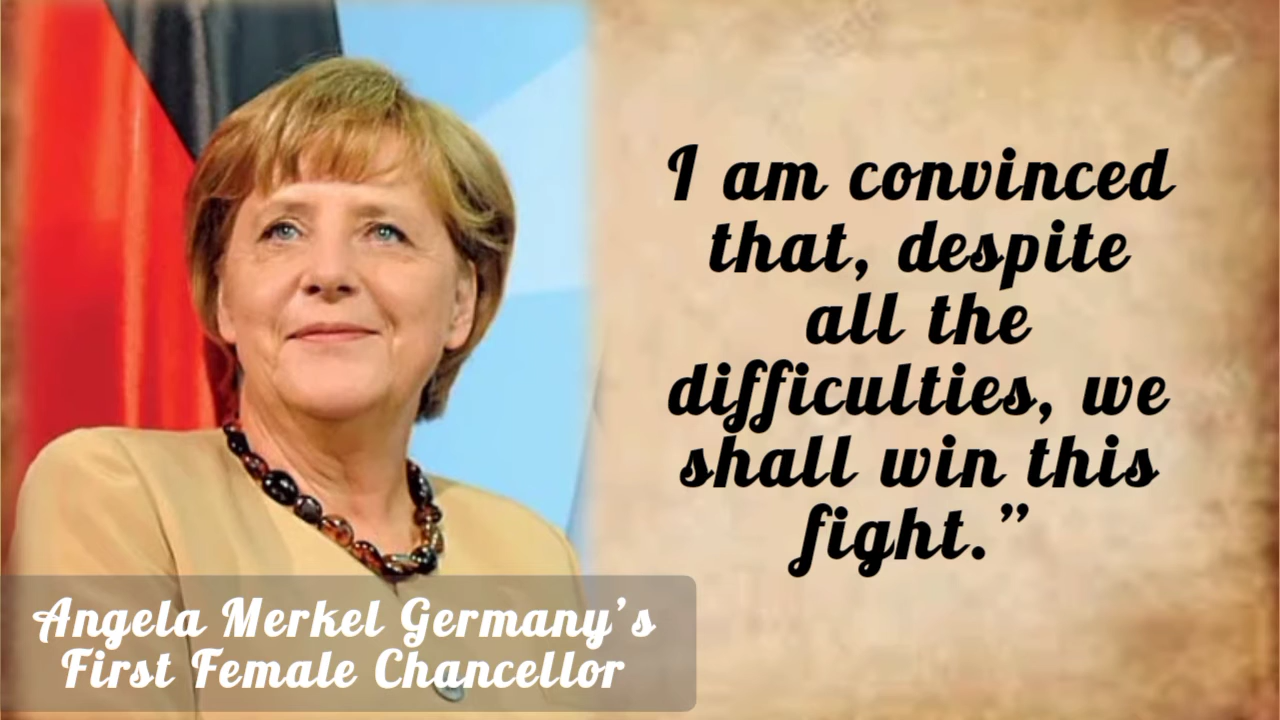 I am convinced
that, despite
all the
difficulties, we
shall win this
fight.”
Angela Merkel Germany’s
First Female Chancellor